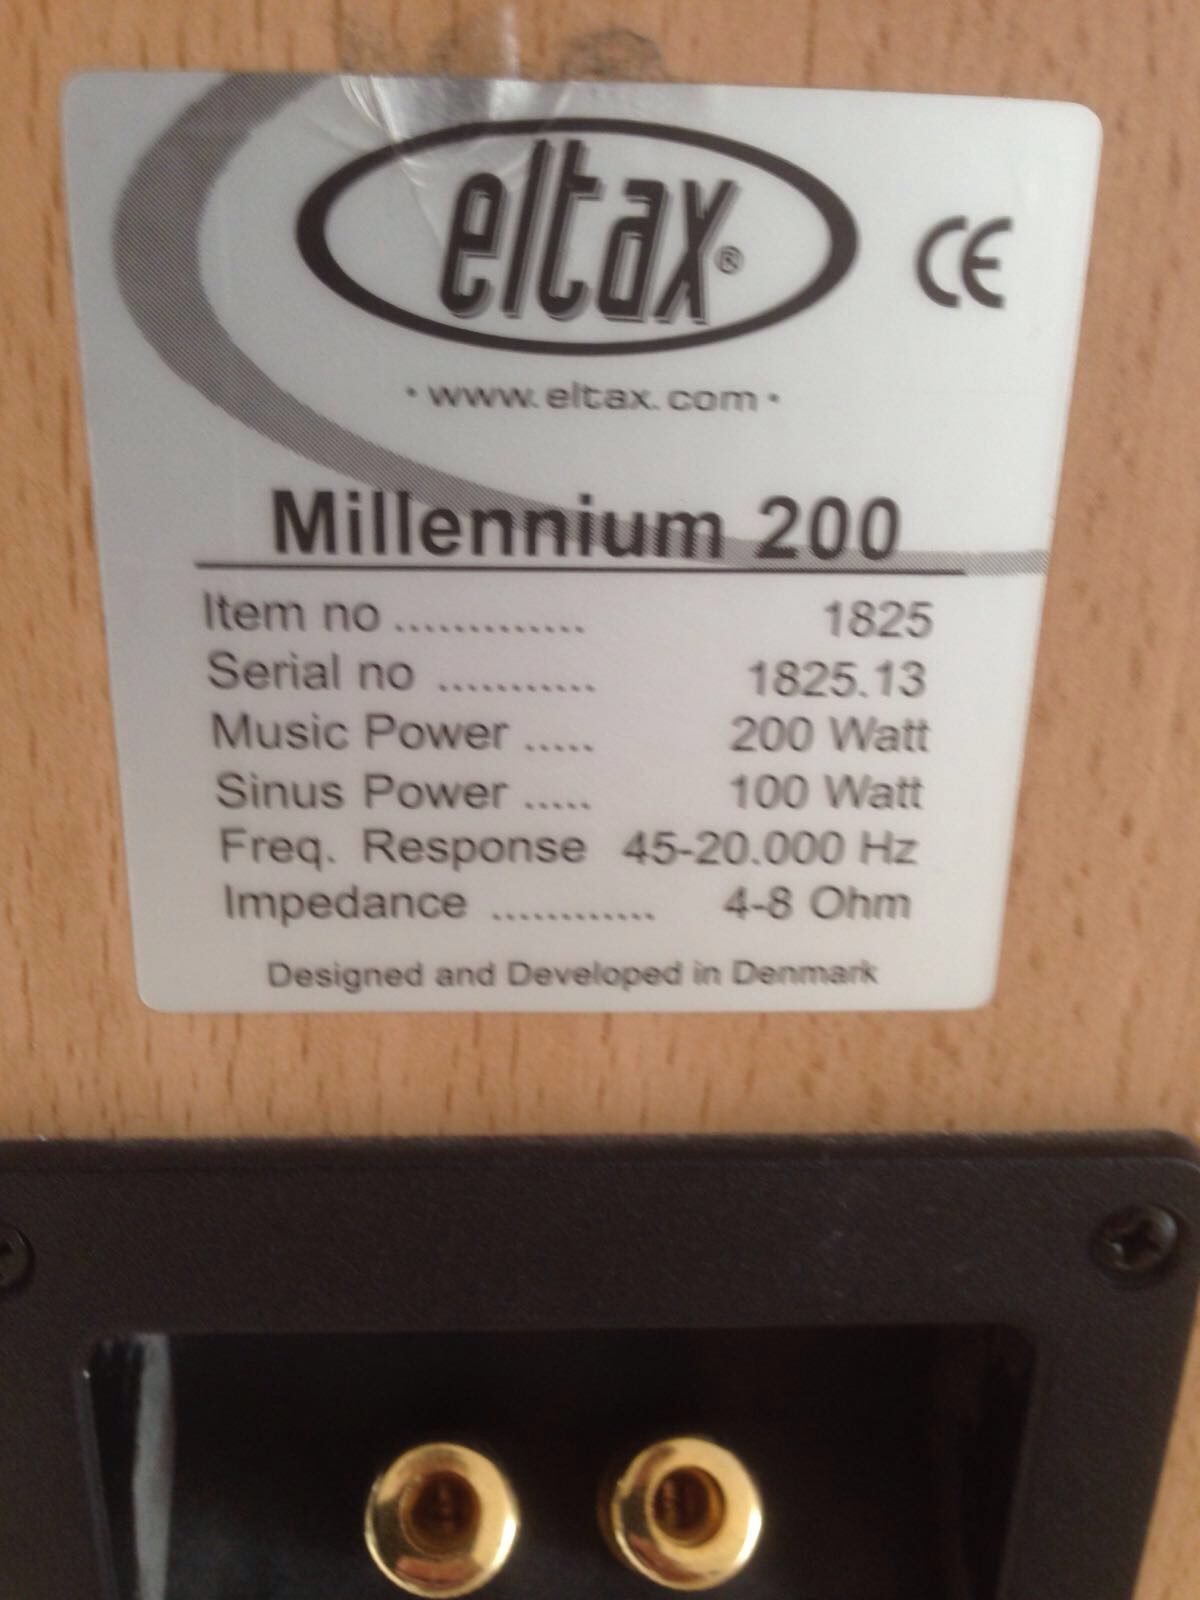 eltax®
CE
• www.eltax.com •
Millennium 200
Item no ............. 1825
Serial no ........... 1825.13
Music Power ..... 200 Watt
Sinus Power ..... 100 Watt
Freq. Response 45-20.000 Hz
Impedance ............ 4-8 Ohm
Designed and Developed in Denmark